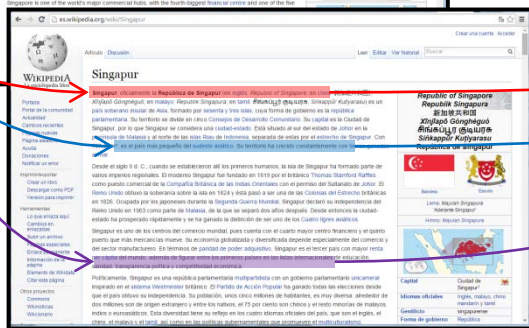 Singapore is one of the world's major commercial hubs, with the fourth-biggest financial centre and one of the five
es.wikipedia.org/wiki/Singapur
Crear una cuenta Acceder
WIKIPEDIA
La enciclopedia libre
Portada
Portal de la comunidad
Actualidad
Cambios recientes
Ayuda
Donaciones
Notificar un error
Imprimir/exportar
Crear un libro
Descargar como PDF
Versión para imprimir
Herramientas
Lo que enlaza aquí
Cambios en
enlazadas
Subir un archivo
Páginas especiales
Enlace permanente
Información de la
página
Elemento de Wikidata
Citar esta página
Otros proyectos
Commons
Wikinoticias
Wikcionario
Artículo Discusión
Leer Editar Ver historial Buscar
Singapur
Singapur, oficialmente la República de Singapur (en inglés: Republic of Singapore, en
Xīnjiāpō Gònghéguó, en malayo: Republik Singapura, en tamil: சிங்கப்பூர் குடியரசு, Siṅkappūr Kuṭiyaracu) es un
país soberano insular de Asia, formado por sesenta y tres islas, cuya forma de gobierno es la república
parlamentaria. Su territorio se divide en cinco Consejos de Desarrollo Comunitario. Su capital es la Ciudad de
Singapur, por lo que Singapur se considera una ciudad-estado. Está situado al sur del estado de Johor en la
península de Malasia y al norte de las islas Riau de Indonesia, separada de estas por el estrecho de Singapur. Con
es el país más pequeño del sudeste asiático. Su territorio ha crecido constantemente con
Desde el siglo II d. C., cuando se establecieron allí los primeros humanos, la isla de Singapur ha formado parte de
varios imperios regionales. El moderno Singapur fue fundado en 1819 por el británico Thomas Stamford Raffles
como puesto comercial de la Compañía Británica de las Indias Orientales con el permiso del Sultanato de Johor. El
Reino Unido obtuvo la soberanía sobre la isla en 1824 y ésta pasó a ser una de las Colonias del Estrecho británicas
en 1826. Ocupada por los japoneses durante la Segunda Guerra Mundial, Singapur declaró su independencia del
Reino Unido en 1963 como parte de Malasia, de la que se separó dos años después. Desde entonces la ciudad-
estado ha prosperado rápidamente y se ha ganado la distinción de ser uno de los Cuatro tigres asiáticos.
Singapur es uno de los centros del comercio mundial, pues cuenta con el cuarto mayor centro financiero y el quinto
puerto que más mercancías mueve. Su economía globalizada y diversificada depende especialmente del comercio y
del sector manufacturero. En términos de paridad de poder adquisitivo, Singapur es el tercer país con mayor renta
per cápita del mundo, además de figurar entre los primeros países en las listas internacionales de educación,
sanidad, transparencia política y competitividad económica.
Políticamente, Singapur es una república parlamentaria multipartidista con un gobierno parlamentario unicameral
inspirado en el sistema Westminster británico. El Partido de Acción Popular ha ganado todas las elecciones desde
que el país obtuvo su independencia. Su población, unos cinco millones de habitantes, es muy diversa: alrededor de
dos millones son de origen extranjero y entre los nativos, el 75 por ciento son chinos y el resto minorías de malayos,
indios o euroasiáticos. Esta diversidad tiene su reflejo en los cuatro idiomas oficiales del país, que son el inglés, el
chino, el malayo y el tamil, así como en las políticas gubernamentales que promueven el multiculturalismo
Republic of Singapore
Republik Singapura
新加坡共和国
Xīnjiāpō Gònghéguó
சிங்கப்பூர் குடியரசு
Siṅkappūr Kuṭiyaracu
República de Singapur
Bandera Escudo
Lema: Majulah Singapura
Himno: Majulah Singapura
Capital Ciudad de
Singapur
Idiomas oficiales inglés, malayo, chino
mandarín y tamil
Gentilicio singapurense
Forma de gobierno República